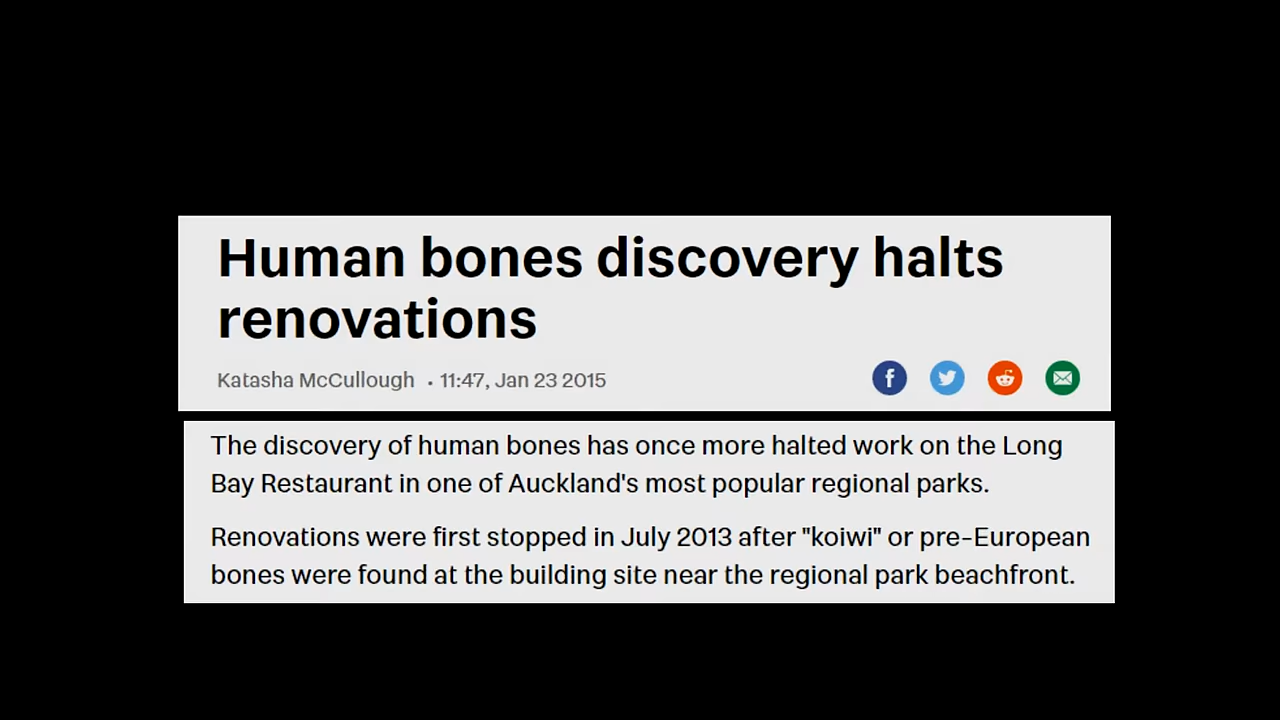 Human bones discovery halts
renovations
Katasha McCullough • 11:47, Jan 23 2015
The discovery of human bones has once more halted work on the Long
Bay Restaurant in one of Auckland's most popular regional parks.
Renovations were first stopped in July 2013 after "koiwi" or pre-European
bones were found at the building site near the regional park beachfront.